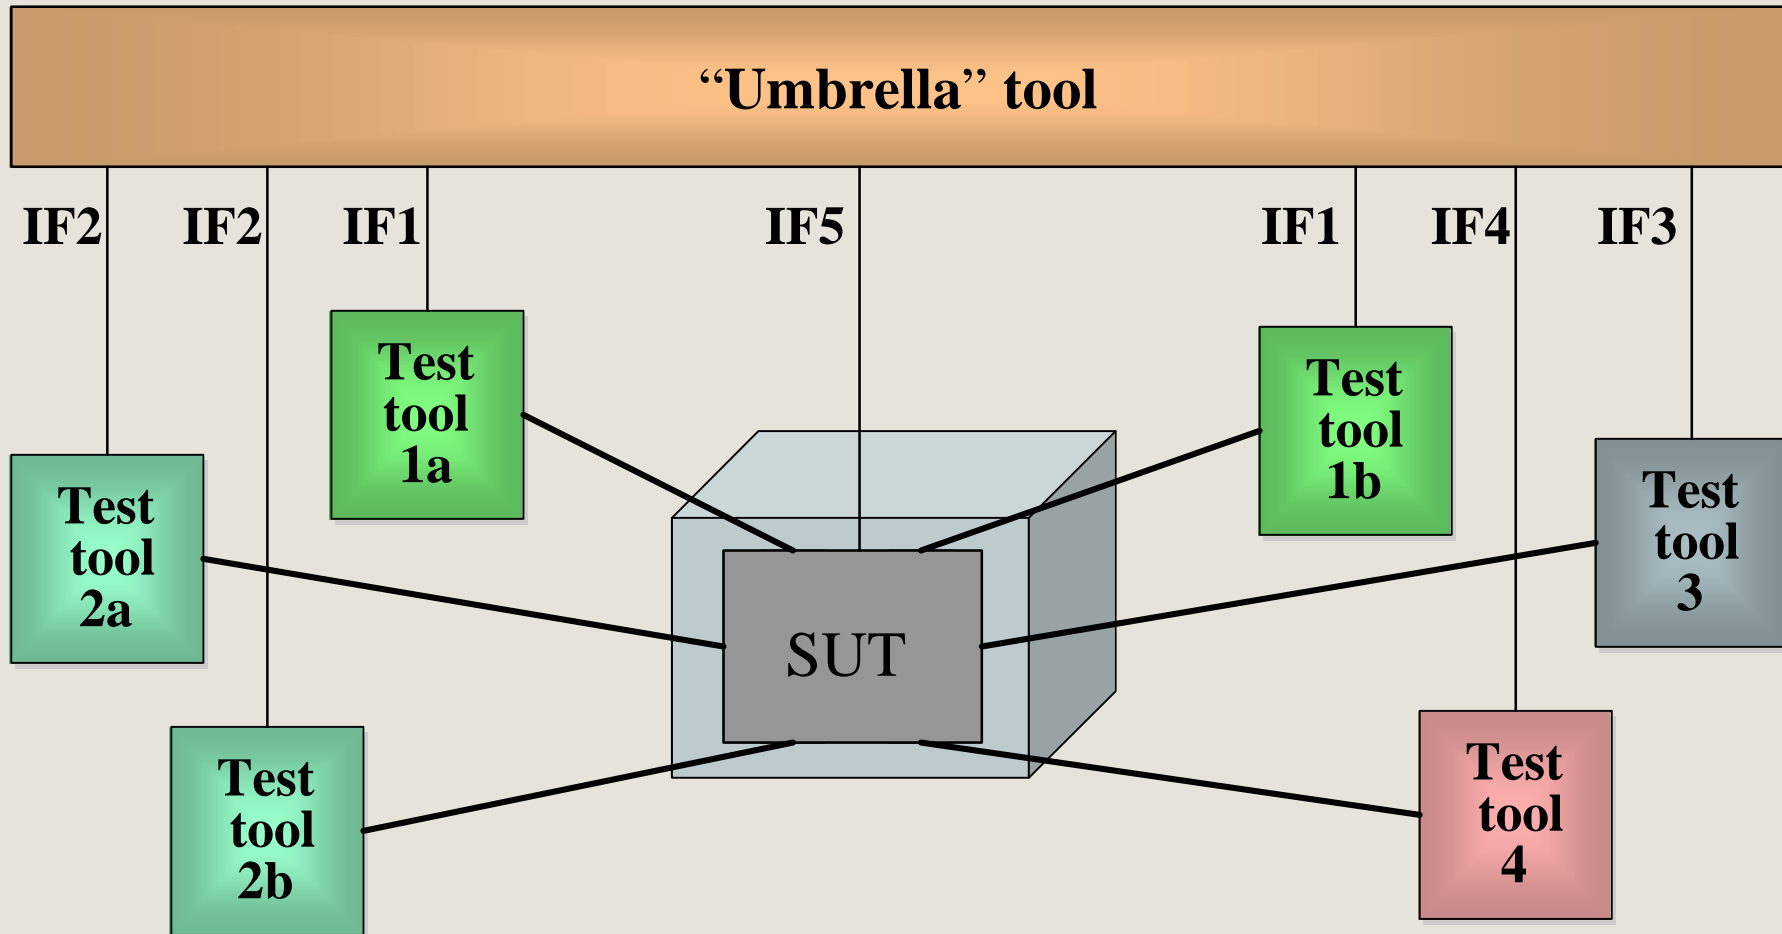 “Umbrella” tool
IF2
IF2
IF1
IF5
IF1
IF4
IF3
Test
tool
1a
Test
tool
1b
Test
tool
2a
Test
tool
3
SUT
Test
tool
2b
Test
tool
4